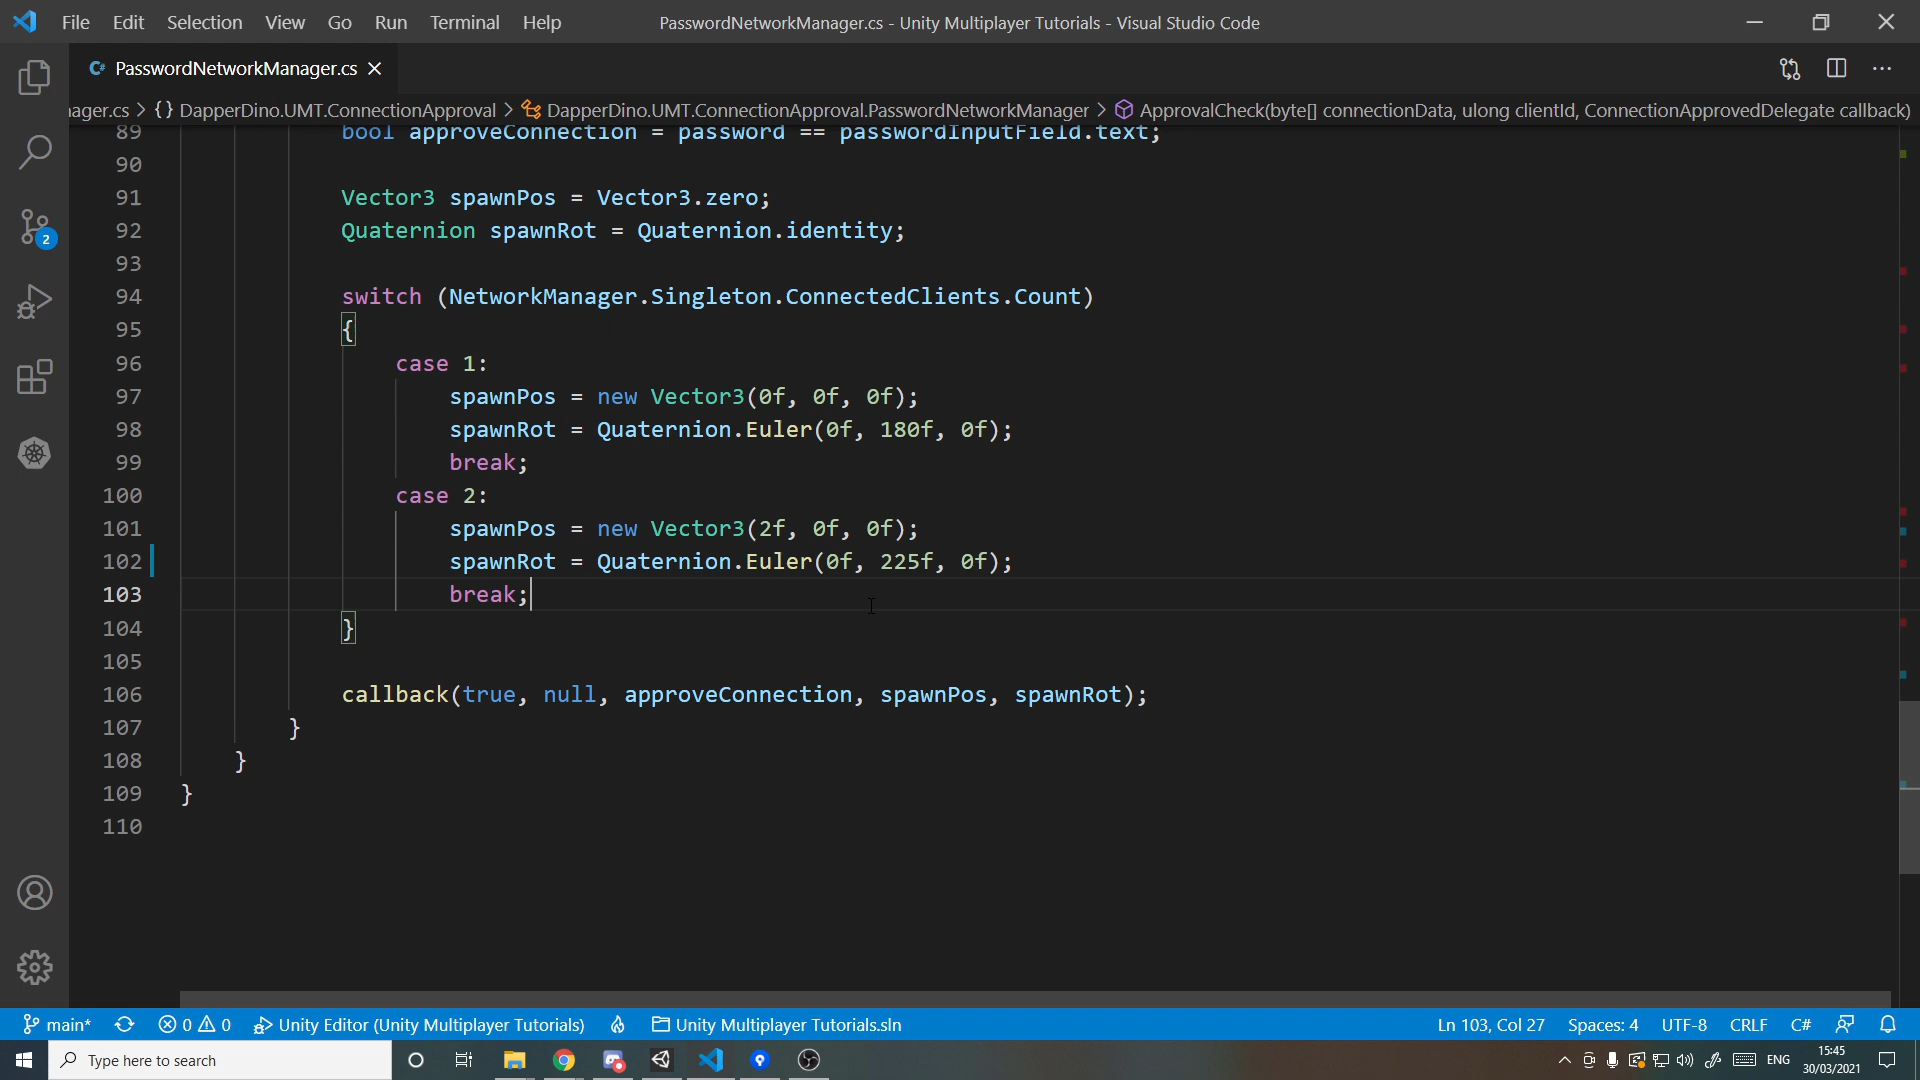 File Edit Selection View Go Run Terminal Help PasswordNetworkManager.cs - Unity Multiplayer Tutorials - Visual Studio Code
C# PasswordNetworkManager.cs
ager.cs > {} DapperDino.UMT.ConnectionApproval > DapperDino.UMT.ConnectionApproval.PasswordNetworkManager > ApprovalCheck(byte[] connectionData, ulong clientId, ConnectionApprovedDelegate callback)
89 bool approveConnection = password == passwordInputField.text;
90
91 Vector3 spawnPos = Vector3.zero;
92 Quaternion spawnRot = Quaternion.identity;
93
94 switch (NetworkManager.Singleton.ConnectedClients.Count)
95 {
96 case 1:
97 spawnPos = new Vector3(0f, 0f, 0f);
98 spawnRot = Quaternion.Euler(0f, 180f, 0f);
99 break;
100 case 2:
101 spawnPos = new Vector3(2f, 0f, 0f);
102 spawnRot = Quaternion.Euler(0f, 225f, 0f);
103 break;
104 }
105
106 callback(true, null, approveConnection, spawnPos, spawnRot);
107 }
108 }
109 }
110
2
main* 0 0 Unity Editor (Unity Multiplayer Tutorials) Unity Multiplayer Tutorials.sln Ln 103, Col 27 Spaces: 4 UTF-8 CRLF C#
Type here to search ENG 15:45
30/03/2021